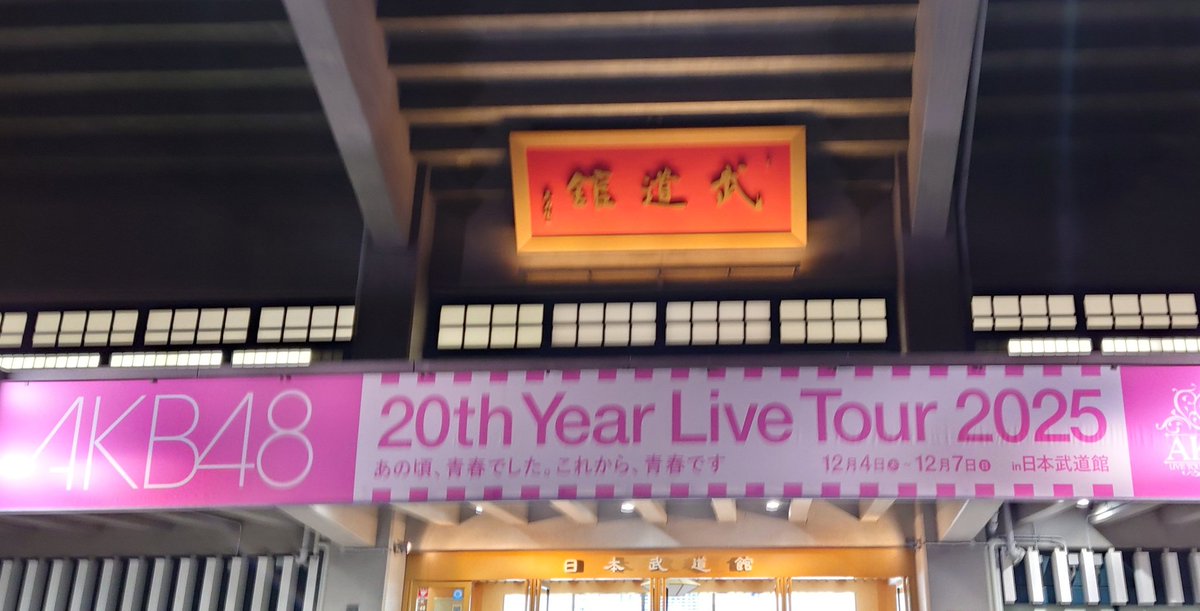 武道館
AKB48
20th Year Live Tour 2025
あの頃、青春でした。これから、青春です
12月4日㊍～12月7日㊐ in日本武道館
日本武道館